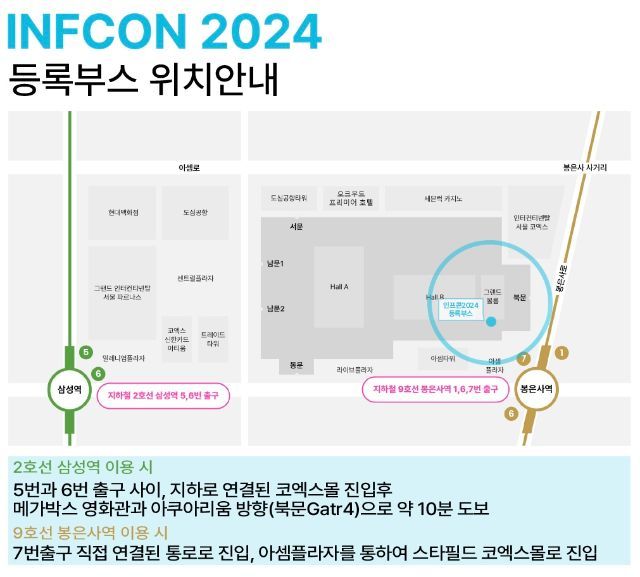 INFCON 2024
등록부스 위치안내
아셈로
봉은사 사거리
현대백화점
도심공항
도심공항타워
오크우드
프리미어 호텔
세븐럭 카지노
인터컨티넨탈
서울 코엑스
서문
남문1
남문2
동문
북문
Hall A
Hall B
그랜드
볼룸
인프콘2024
등록부스
봉은사로
그랜드 인터컨티넨탈
서울 파르나스
센트럴플라자
코엑스
신한카드
아티움
트레이드
타워
밀레니엄플라자
라이브플라자
아셈타워
아셈
플라자
5
6
삼성역
지하철 2호선 삼성역 5,6번 출구
지하철 9호선 봉은사역 1,6,7번 출구
7
1
봉은사역
6
2호선 삼성역 이용 시
5번과 6번 출구 사이, 지하로 연결된 코엑스몰 진입후
메가박스 영화관과 아쿠아리움 방향(북문Gatr4)으로 약 10분 도보
9호선 봉은사역 이용 시
7번출구 직접 연결된 통로로 진입, 아셈플라자를 통하여 스타필드 코엑스몰로 진입